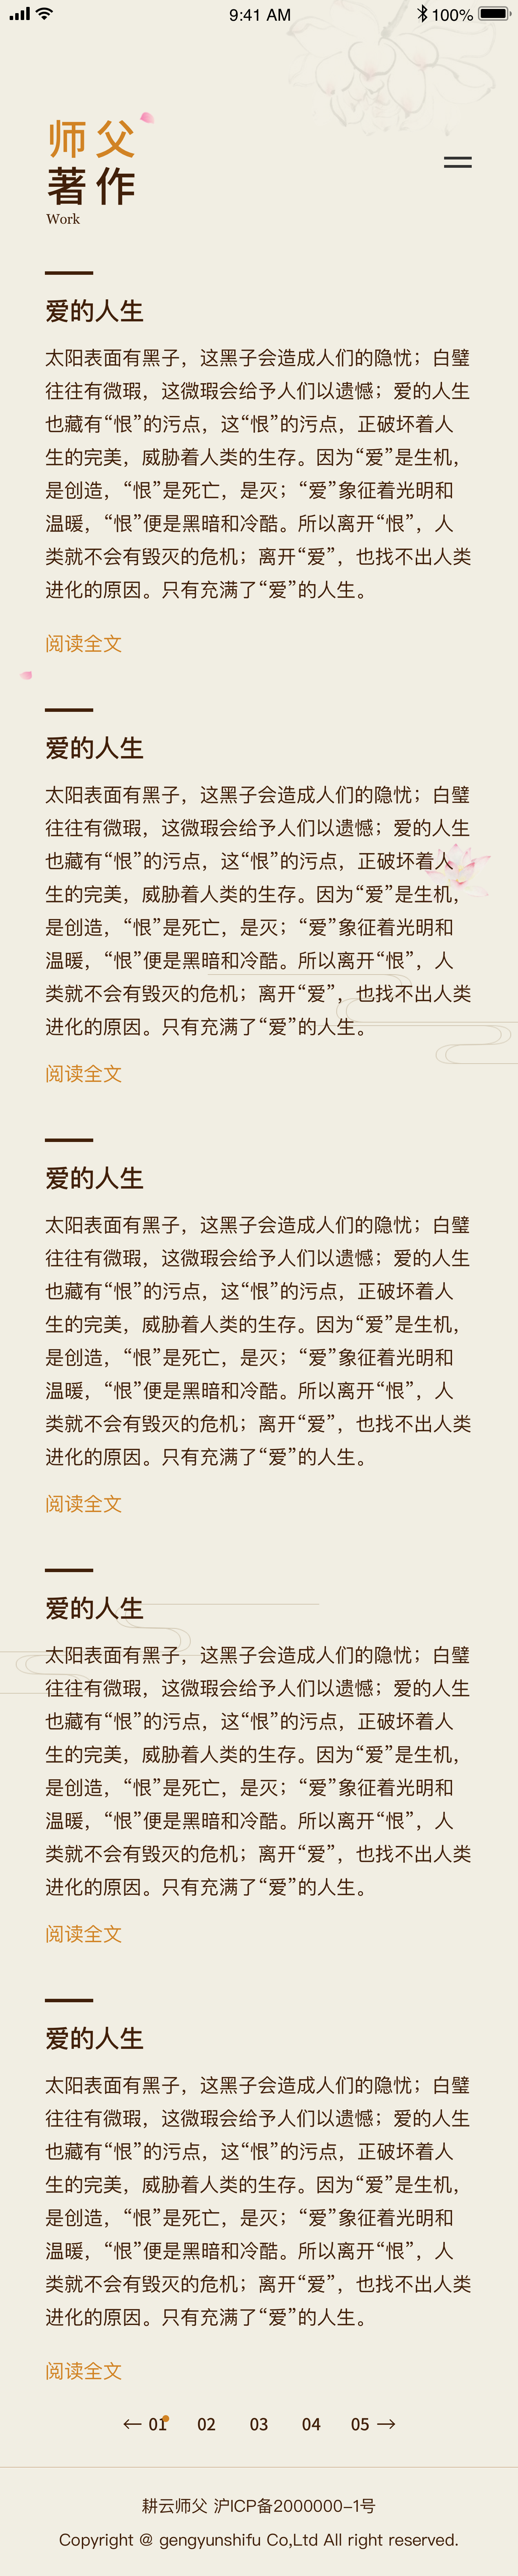 9:41 AM 100%
师父
著作
Work
爱的人生
太阳表面有黑子，这黑子会造成人们的隐忧；白璧
往往有微瑕，这微瑕会给予人们以遗憾；爱的人生
也藏有“恨”的污点，这“恨”的污点，正破坏着人
生的完美，威胁着人类的生存。因为“爱”是生机，
是创造，“恨”是死亡，是灭；“爱”象征着光明和
温暖，“恨”便是黑暗和冷酷。所以离开“恨”，人
类就不会有毁灭的危机；离开“爱”，也找不出人类
进化的原因。只有充满了“爱”的人生。
阅读全文
爱的人生
太阳表面有黑子，这黑子会造成人们的隐忧；白璧
往往有微瑕，这微瑕会给予人们以遗憾；爱的人生
也藏有“恨”的污点，这“恨”的污点，正破坏着人
生的完美，威胁着人类的生存。因为“爱”是生机，
是创造，“恨”是死亡，是灭；“爱”象征着光明和
温暖，“恨”便是黑暗和冷酷。所以离开“恨”，人
类就不会有毁灭的危机；离开“爱”，也找不出人类
进化的原因。只有充满了“爱”的人生。
阅读全文
爱的人生
太阳表面有黑子，这黑子会造成人们的隐忧；白璧
往往有微瑕，这微瑕会给予人们以遗憾；爱的人生
也藏有“恨”的污点，这“恨”的污点，正破坏着人
生的完美，威胁着人类的生存。因为“爱”是生机，
是创造，“恨”是死亡，是灭；“爱”象征着光明和
温暖，“恨”便是黑暗和冷酷。所以离开“恨”，人
类就不会有毁灭的危机；离开“爱”，也找不出人类
进化的原因。只有充满了“爱”的人生。
阅读全文
爱的人生
太阳表面有黑子，这黑子会造成人们的隐忧；白璧
往往有微瑕，这微瑕会给予人们以遗憾；爱的人生
也藏有“恨”的污点，这“恨”的污点，正破坏着人
生的完美，威胁着人类的生存。因为“爱”是生机，
是创造，“恨”是死亡，是灭；“爱”象征着光明和
温暖，“恨”便是黑暗和冷酷。所以离开“恨”，人
类就不会有毁灭的危机；离开“爱”，也找不出人类
进化的原因。只有充满了“爱”的人生。
阅读全文
爱的人生
太阳表面有黑子，这黑子会造成人们的隐忧；白璧
往往有微瑕，这微瑕会给予人们以遗憾；爱的人生
也藏有“恨”的污点，这“恨”的污点，正破坏着人
生的完美，威胁着人类的生存。因为“爱”是生机，
是创造，“恨”是死亡，是灭；“爱”象征着光明和
温暖，“恨”便是黑暗和冷酷。所以离开“恨”，人
类就不会有毁灭的危机；离开“爱”，也找不出人类
进化的原因。只有充满了“爱”的人生。
阅读全文
← 01 02 03 04 05 →
耕云师父 沪ICP备2000000-1号
Copyright @ gengyunshifu Co,Ltd All right reserved.